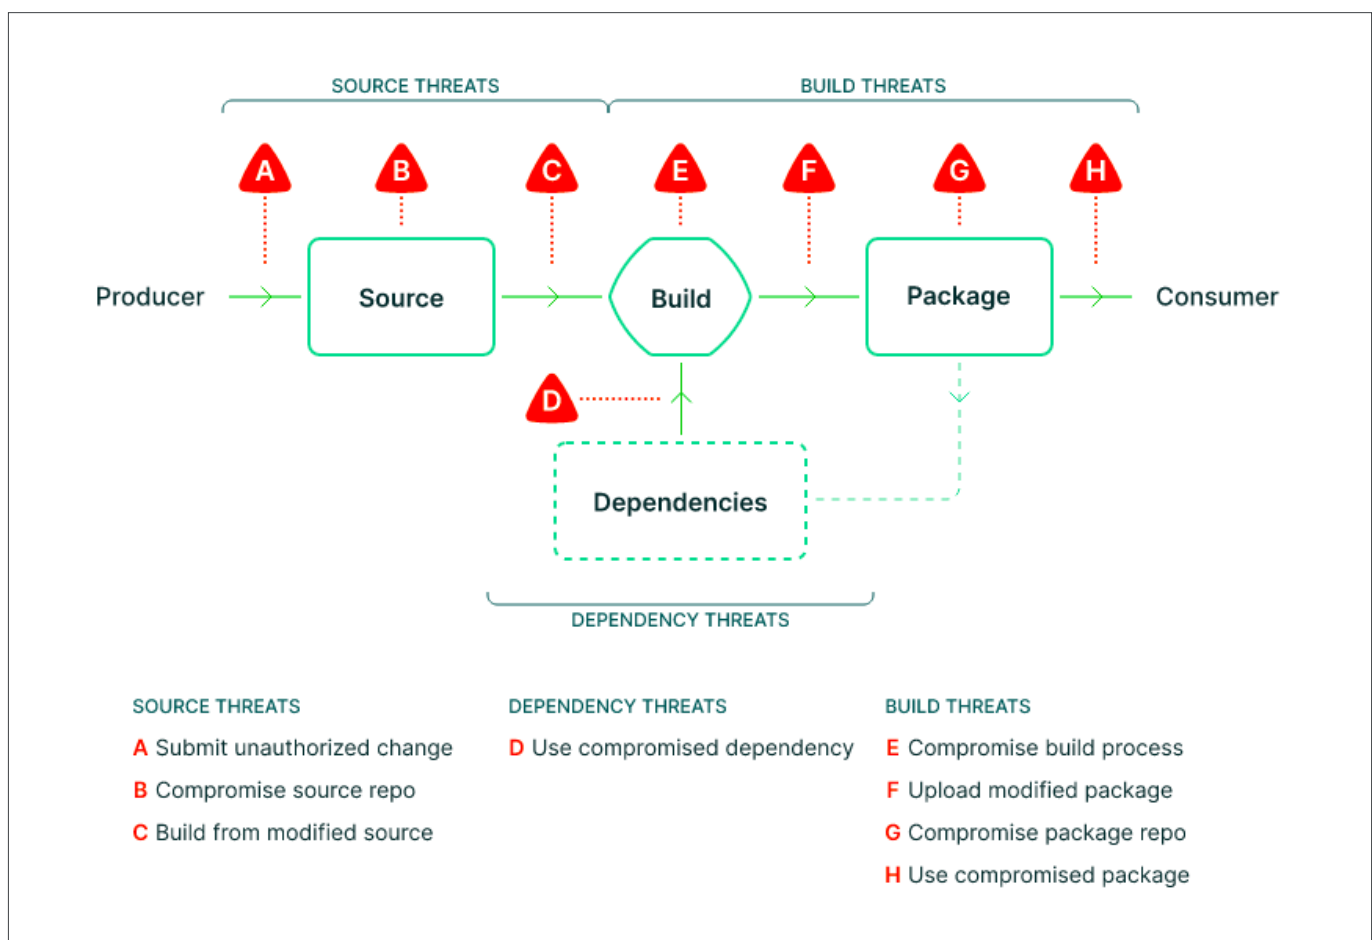 SOURCE THREATS
BUILD THREATS
A
B
C
E
F
G
H
Producer
Source
Build
Package
Consumer
D
Dependencies
DEPENDENCY THREATS
SOURCE THREATS
A Submit unauthorized change
B Compromise source repo
C Build from modified source
DEPENDENCY THREATS
D Use compromised dependency
BUILD THREATS
E Compromise build process
F Upload modified package
G Compromise package repo
H Use compromised package